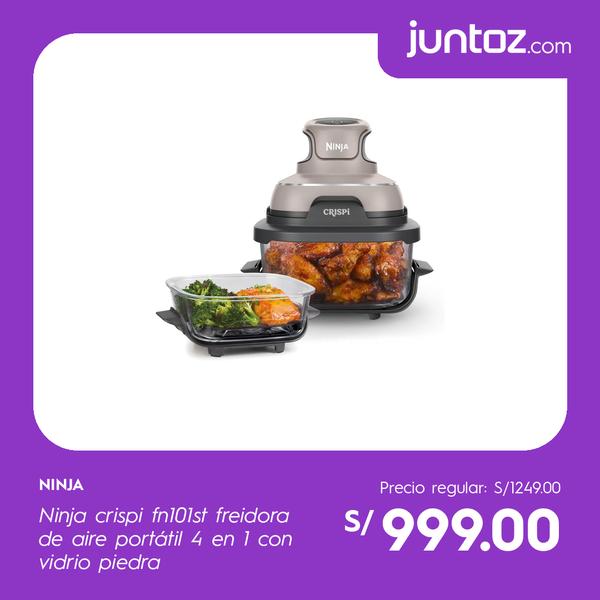 juntoz.com
NINJA
CRISPi
NINJA
Ninja crispi fn101st freidora
de aire portátil 4 en 1 con
vidrio piedra
Precio regular: S/1249.00
S/ 999.00